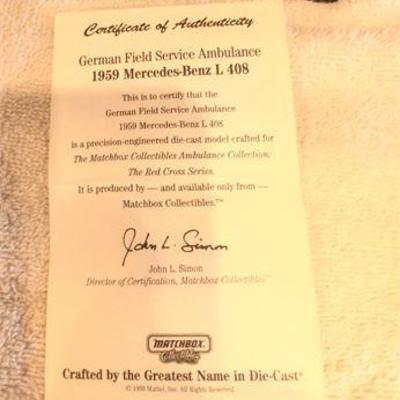 Certificate of Authenticity
German Field Service Ambulance
1959 Mercedes-Benz L 408
This is to certify that the
German Field Service Ambulance
1959 Mercedes-Benz L 408
is a precision-engineered die-cast model crafted for
The Matchbox Collectibles Ambulance Collection:
The Red Cross Series.
It is produced by — and available only from —
Matchbox Collectibles.™
John L. Simon
John L. Simon
Director of Certification, Matchbox Collectibles™
MATCHBOX
Collectibles
Crafted by the Greatest Name in Die-Cast®
Mattel, Inc. All Rights Reserved.